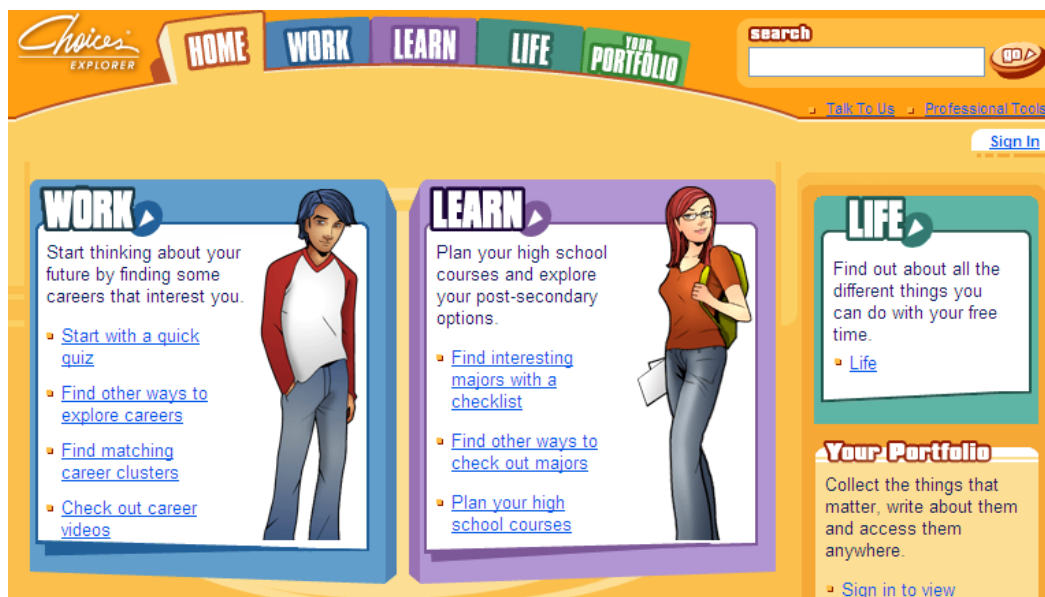 Choices
EXPLORER
HOME
WORK
LEARN
LIFE
YOUR
PORTFOLIO
search
go
Talk To Us
Professional Tools
Sign In
WORK
Start thinking about your
future by finding some
careers that interest you.
Start with a quick
quiz
Find other ways to
explore careers
Find matching
career clusters
Check out career
videos
LEARN
Plan your high school
courses and explore
your post-secondary
options.
Find interesting
majors with a
checklist
Find other ways to
check out majors
Plan your high
school courses
LIFE
Find out about all the
different things you
can do with your free
time.
Life
Your Portfolio
Collect the things that
matter, write about them
and access them
anywhere.
Sign in to view